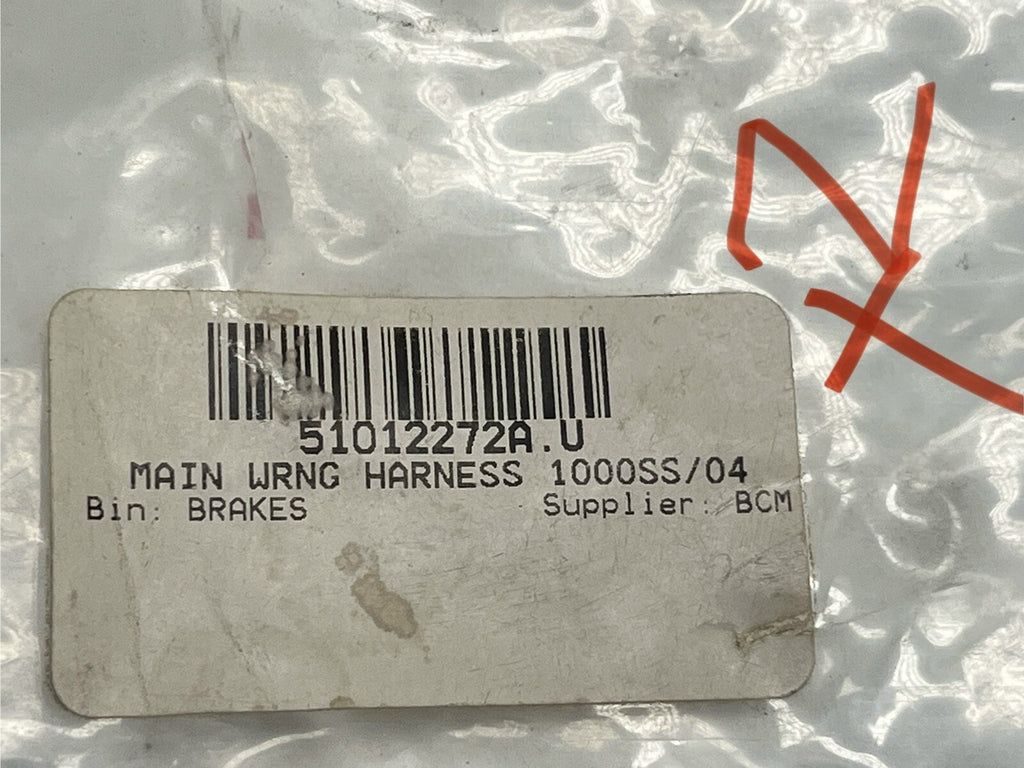 51012272A.U
MAIN WRNG HARNESS 1000SS/04
Bin: BRAKES Supplier: BCM